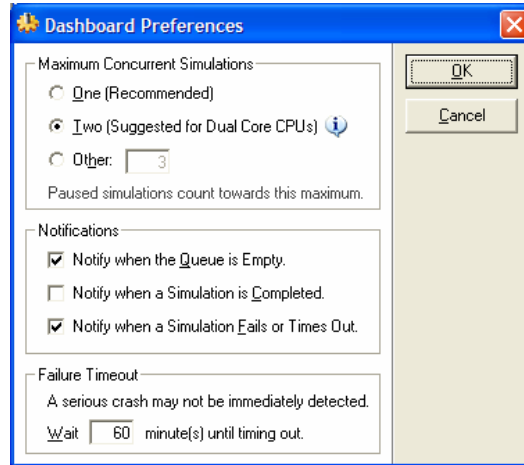 Dashboard Preferences
Maximum Concurrent Simulations
One (Recommended)
Two (Suggested for Dual Core CPUs)
Other: 3
Paused simulations count towards this maximum.
Notifications
Notify when the Queue is Empty.
Notify when a Simulation is Completed.
Notify when a Simulation Fails or Times Out.
Failure Timeout
A serious crash may not be immediately detected.
Wait 60 minute(s) until timing out.
OK
Cancel